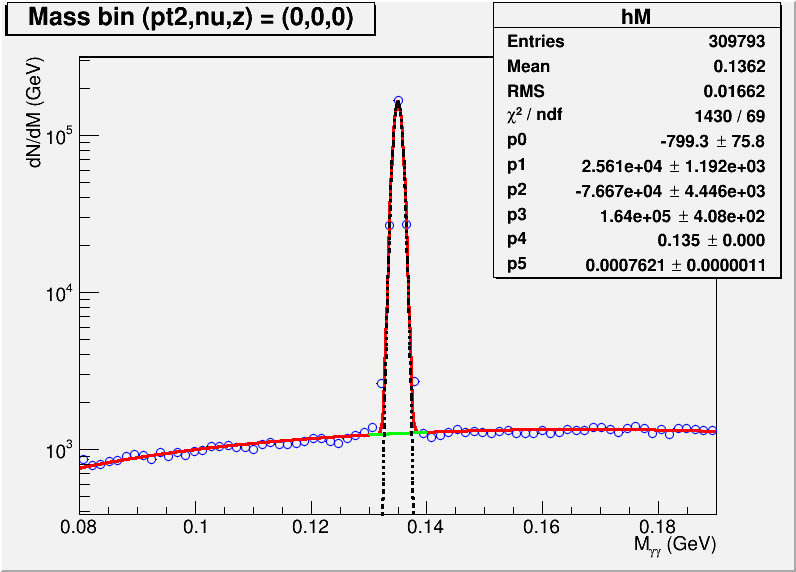 Mass bin (pt2,nu,z) = (0,0,0)
hM
Entries 309793
Mean 0.1362
RMS 0.01662
χ² / ndf 1430 / 69
p0 -799.3 ± 75.8
p1 2.561e+04 ± 1.192e+03
p2 -7.667e+04 ± 4.446e+03
p3 1.64e+05 ± 4.08e+02
p4 0.135 ± 0.000
p5 0.0007621 ± 0.0000011
dN/dM (GeV)
10⁵
10⁴
10³
0.08 0.1 0.12 0.14 0.16 0.18
Mγγ (GeV)